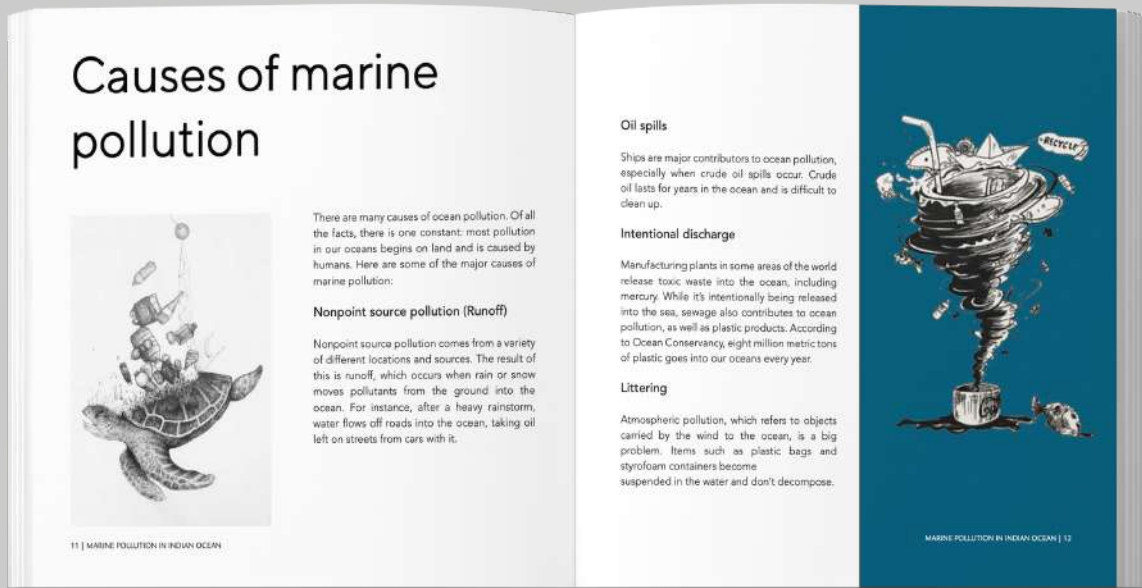 Causes of marine
pollution
There are many causes of ocean pollution. Of all
the facts, there is one constant: most pollution
in our oceans begins on land and is caused by
humans. Here are some of the major causes of
marine pollution:
Nonpoint source pollution (Runoff)
Nonpoint source pollution comes from a variety
of different locations and sources. The result of
this is runoff, which occurs when rain or snow
moves pollutants from the ground into the
ocean. For instance, after a heavy rainstorm,
water flows off roads into the ocean, taking oil
left on streets from cars with it.
11 | MARINE POLLUTION IN INDIAN OCEAN
Oil spills
Ships are major contributors to ocean pollution,
especially when crude oil spills occur. Crude
oil lasts for years in the ocean and is difficult to
clean up.
Intentional discharge
Manufacturing plants in some areas of the world
release toxic waste into the ocean, including
mercury. While it's intentionally being released
into the sea, sewage also contributes to ocean
pollution, as well as plastic products. According
to Ocean Conservancy, eight million metric tons
of plastic goes into our oceans every year.
Littering
Atmospheric pollution, which refers to objects
carried by the wind to the ocean, is a big
problem. Items such as plastic bags and
styrofoam containers become
suspended in the water and don't decompose.
RECYCLE
MARINE POLLUTION IN INDIAN OCEAN | 12